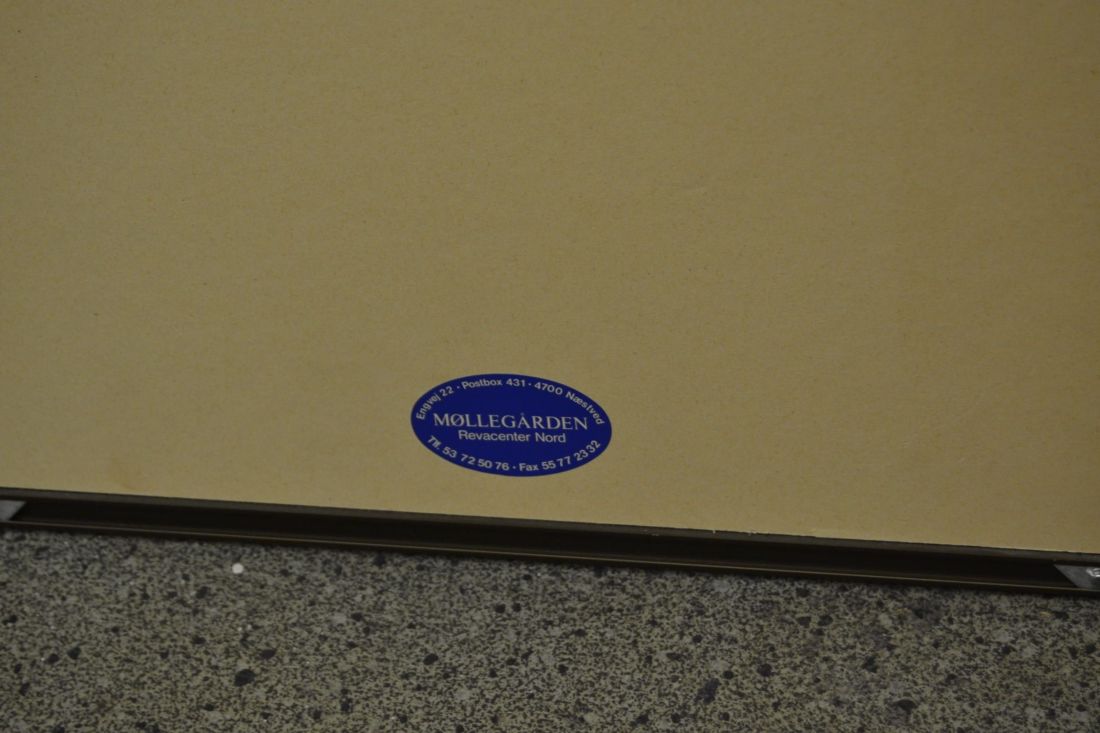 Engvej 22 · Postbox 431 · 4700 Næstved
MØLLEGÅRDEN
Revacenter Nord
Tlf. 53 72 50 76 · Fax 55 77 23 32